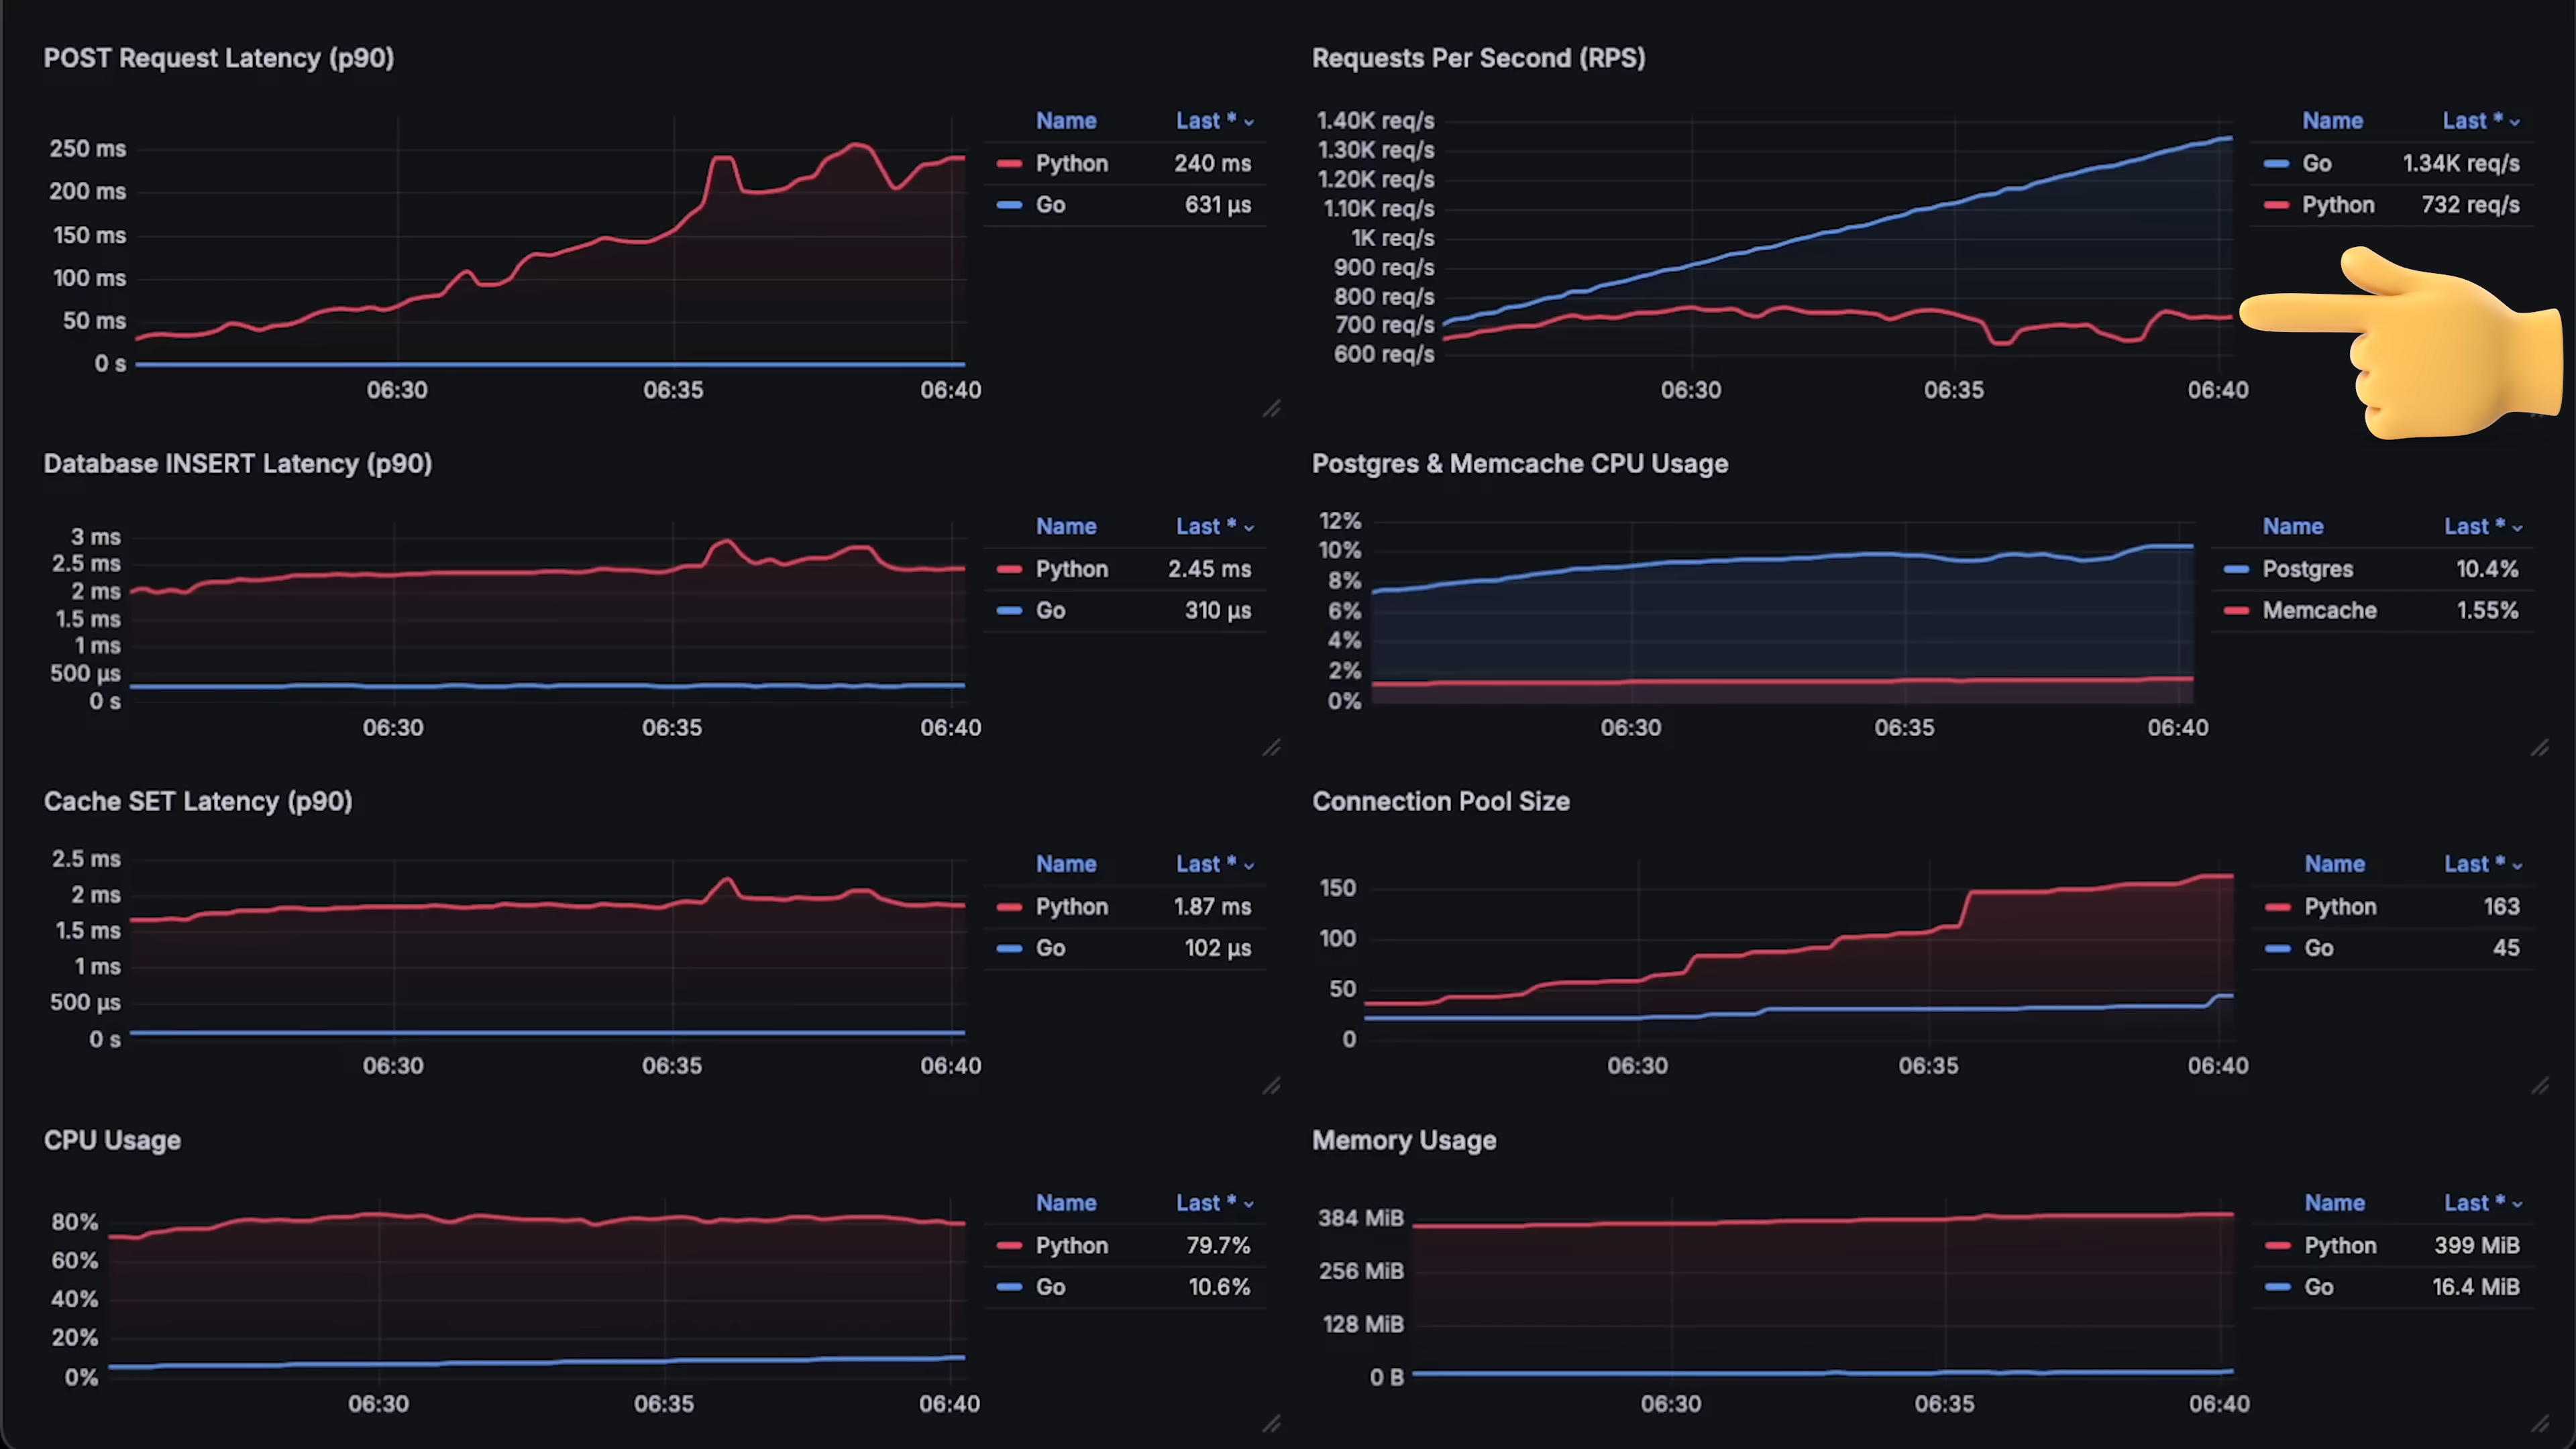 POST Request Latency (p90)
250 ms
200 ms
150 ms
100 ms
50 ms
0 s
06:30 06:35 06:40
Name Last *
Python 240 ms
Go 631 µs
Requests Per Second (RPS)
1.40K req/s
1.30K req/s
1.20K req/s
1.10K req/s
1K req/s
900 req/s
800 req/s
700 req/s
600 req/s
06:30 06:35 06:40
Name Last *
Go 1.34K req/s
Python 732 req/s
Database INSERT Latency (p90)
3 ms
2.5 ms
2 ms
1.5 ms
1 ms
500 µs
0 s
06:30 06:35 06:40
Name Last *
Python 2.45 ms
Go 310 µs
Postgres & Memcache CPU Usage
12%
10%
8%
6%
4%
2%
0%
06:30 06:35 06:40
Name Last *
Postgres 10.4%
Memcache 1.55%
Cache SET Latency (p90)
2.5 ms
2 ms
1.5 ms
1 ms
500 µs
0 s
06:30 06:35 06:40
Name Last *
Python 1.87 ms
Go 102 µs
Connection Pool Size
150
100
50
0
06:30 06:35 06:40
Name Last *
Python 163
Go 45
CPU Usage
80%
60%
40%
20%
0%
06:30 06:35 06:40
Name Last *
Python 79.7%
Go 10.6%
Memory Usage
384 MiB
256 MiB
128 MiB
0 B
06:30 06:35 06:40
Name Last *
Python 399 MiB
Go 16.4 MiB